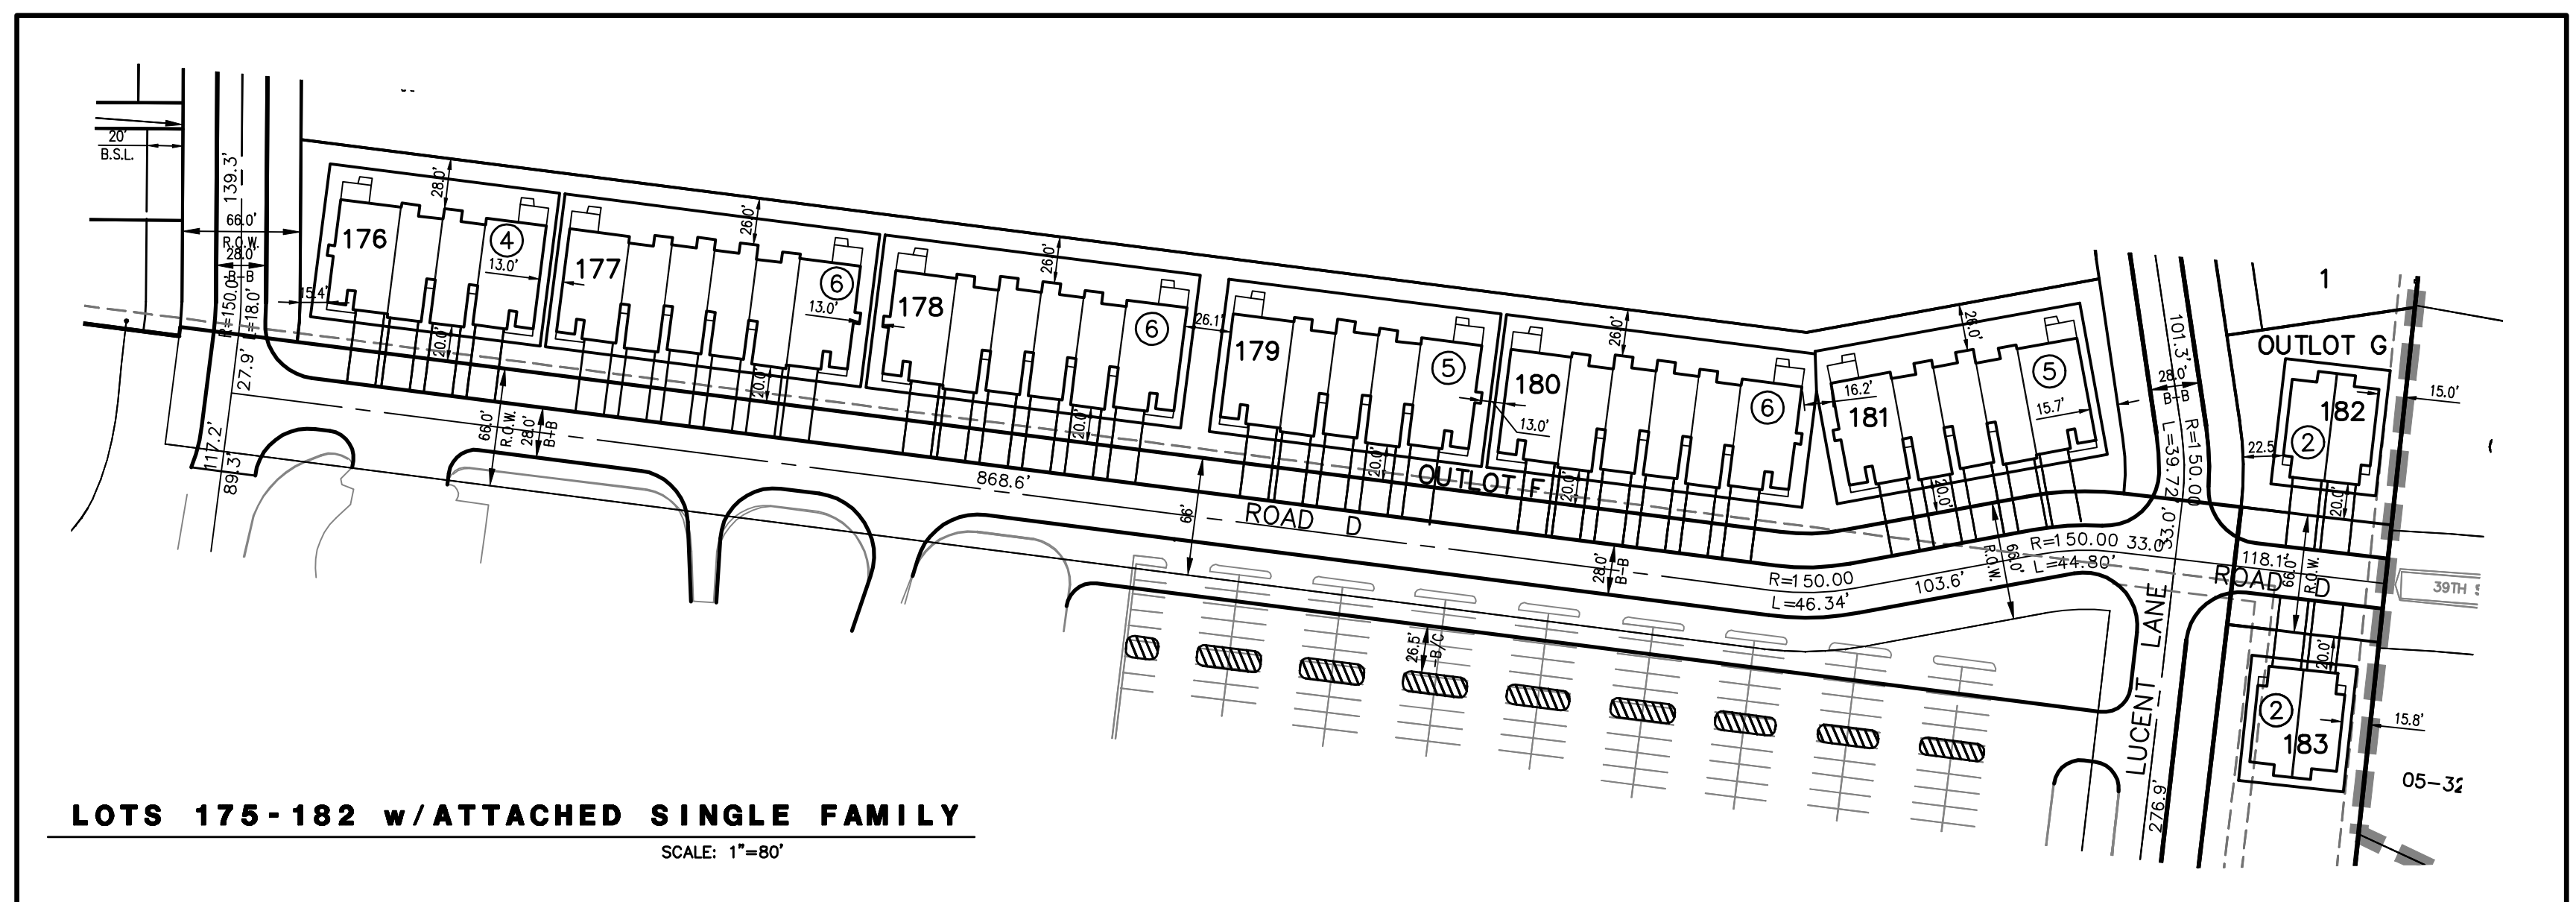 20'
B.S.L.
139.3'
66.0'
R.O.W.
28.0'
B-B
R=150.0'
L=18.0'
15.4'
27.9'
117.2'
89.3'
28.0'
176
4
13.0'
20.0'
66.0'
R.O.W.
28.0'
B-B
26.0'
177
6
13.0'
20.0'
26.0'
178
6
26.1'
20.0'
868.6'
179
5
20.0'
66'
OUTLOT F
ROAD D
26.0'
180
6
13.0'
20.0'
28.0'
B-B
16.2'
26.0'
181
5
15.7'
20.0'
66.0'
R.O.W.
R=150.00
L=46.34'
103.6'
R=150.00
L=44.80'
33.0'
33.0'
101.3'
28.0'
B-B
R=150.00
L=39.72'
1
OUTLOT G
182
2
22.5
15.0'
20.0'
118.1'
66.0'
R.O.W.
ROAD D
39TH
20.0'
2
183
15.8'
05-32
LUCENT LANE
276.9'
26.5'
-B/C
LOTS 175-182 w/ATTACHED SINGLE FAMILY
SCALE: 1"=80'